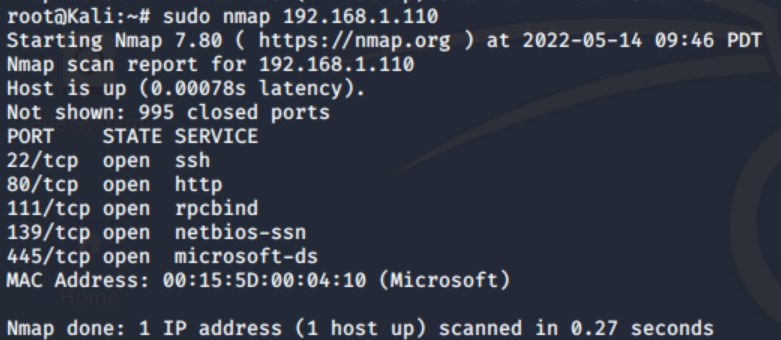 root@Kali:~# sudo nmap 192.168.1.110
Starting Nmap 7.80 ( https://nmap.org ) at 2022-05-14 09:46 PDT
Nmap scan report for 192.168.1.110
Host is up (0.00078s latency).
Not shown: 995 closed ports
PORT    STATE SERVICE
22/tcp  open  ssh
80/tcp  open  http
111/tcp open  rpcbind
139/tcp open  netbios-ssn
445/tcp open  microsoft-ds
MAC Address: 00:15:5D:00:04:10 (Microsoft)
Home
Nmap done: 1 IP address (1 host up) scanned in 0.27 seconds